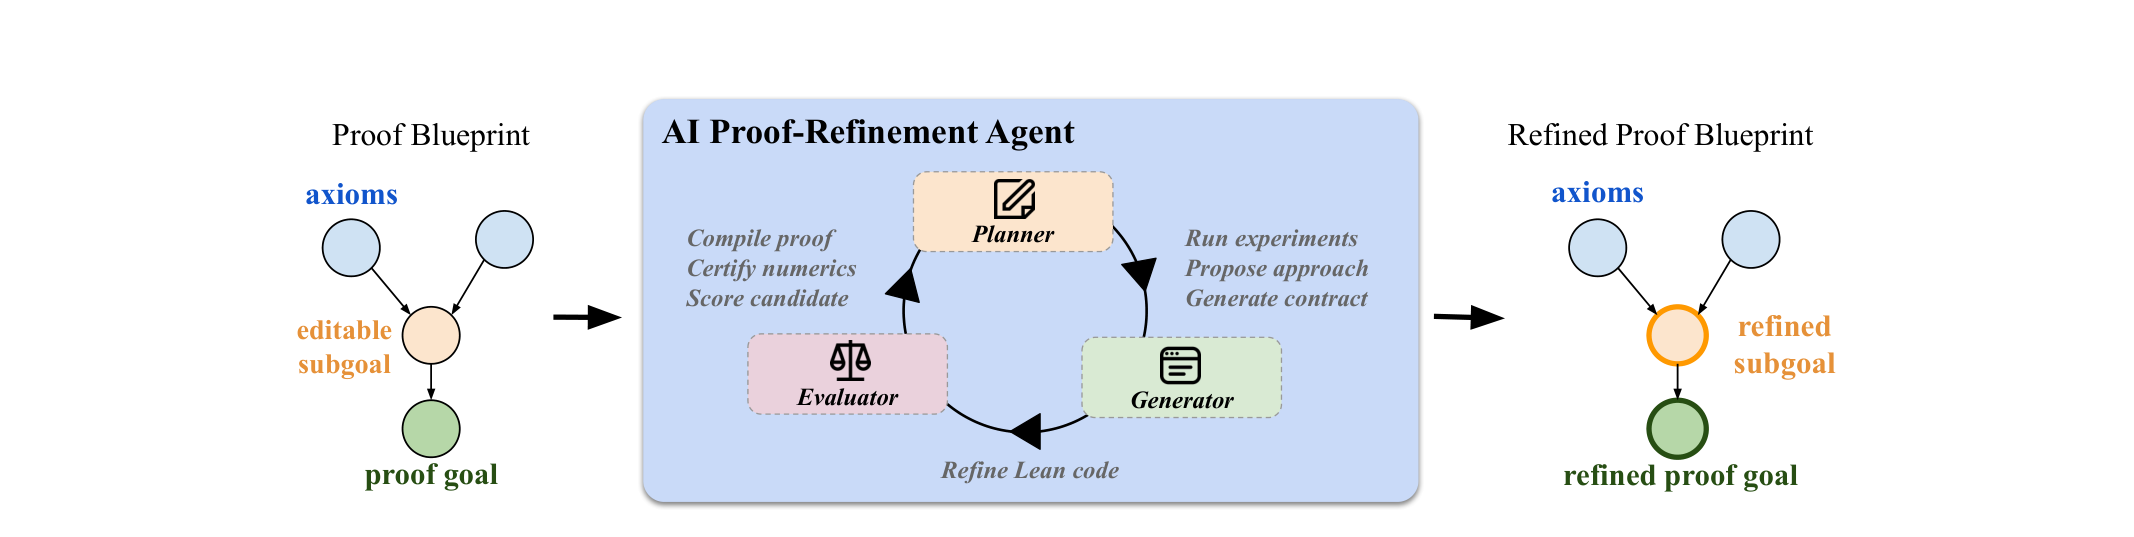 Proof Blueprint
axioms
editable
subgoal
proof goal
AI Proof-Refinement Agent
Planner
Compile proof
Certify numerics
Score candidate
Run experiments
Propose approach
Generate contract
Evaluator
Generator
Refine Lean code
Refined Proof Blueprint
axioms
refined
subgoal
refined proof goal